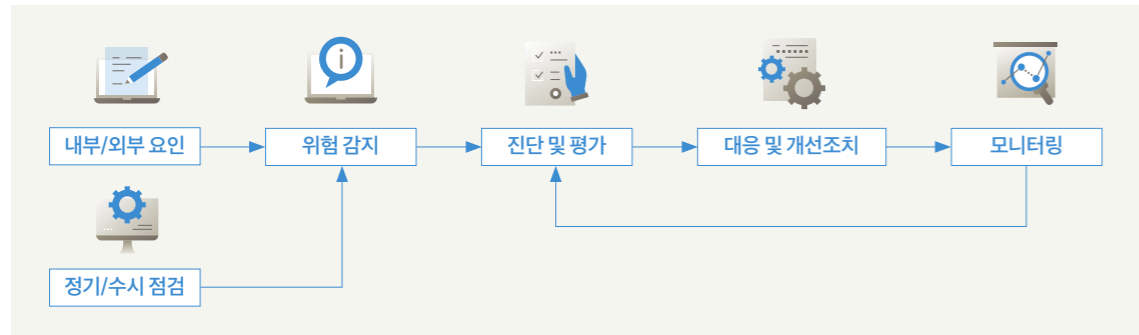 내부/외부 요인
위험 감지
진단 및 평가
대응 및 개선조치
모니터링
정기/수시 점검